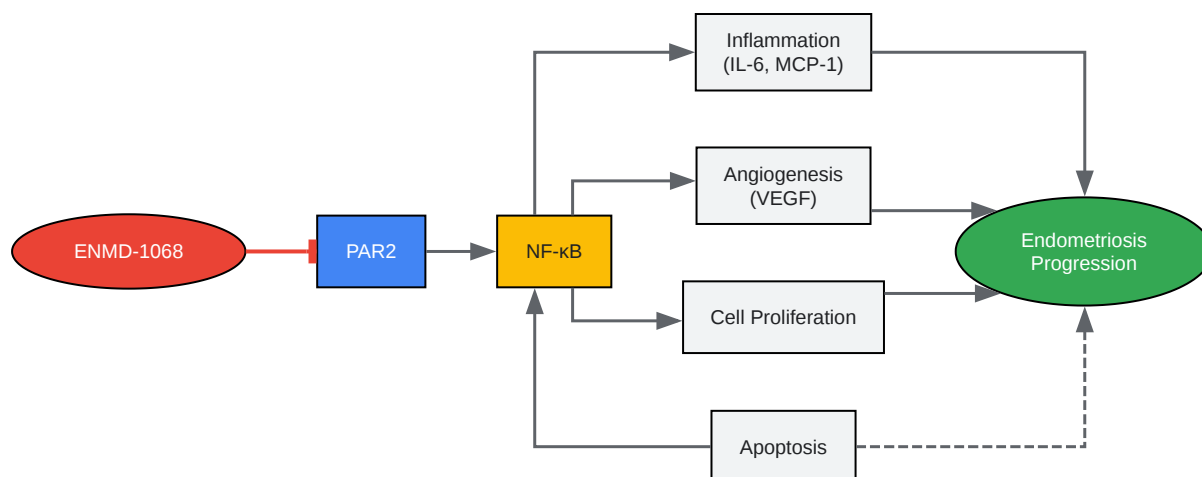 Inflammation
(IL-6, MCP-1)
Angiogenesis
(VEGF)
ENMD-1068
PAR2
NF-κB
Endometriosis
Progression
Cell Proliferation
Apoptosis